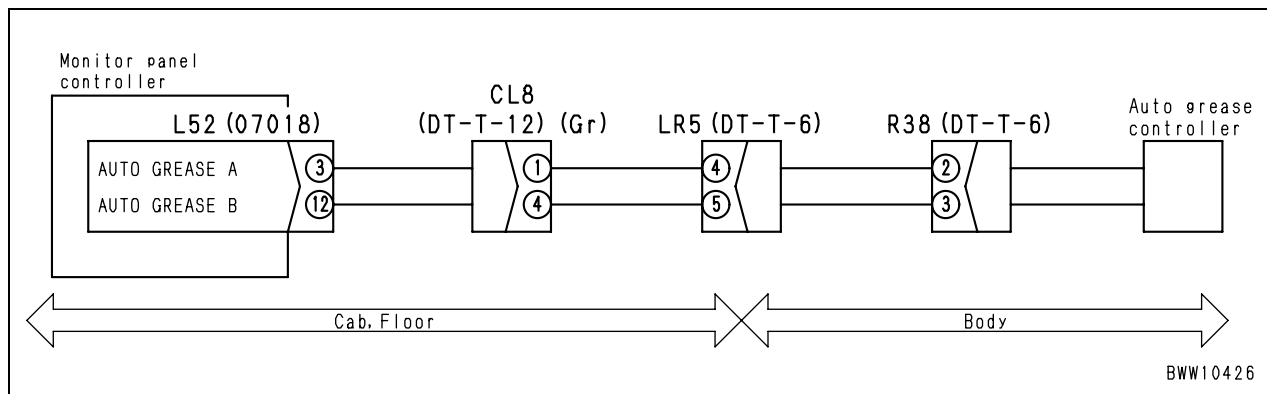 Monitor panel
controller
CL8
L52 (07018)
(DT-T-12) (Gr)
LR5 (DT-T-6)
R38 (DT-T-6)
Auto grease
controller
AUTO GREASE A
3
1
4
2
AUTO GREASE B
12
4
5
3
Cab, Floor
Body
BWW10426